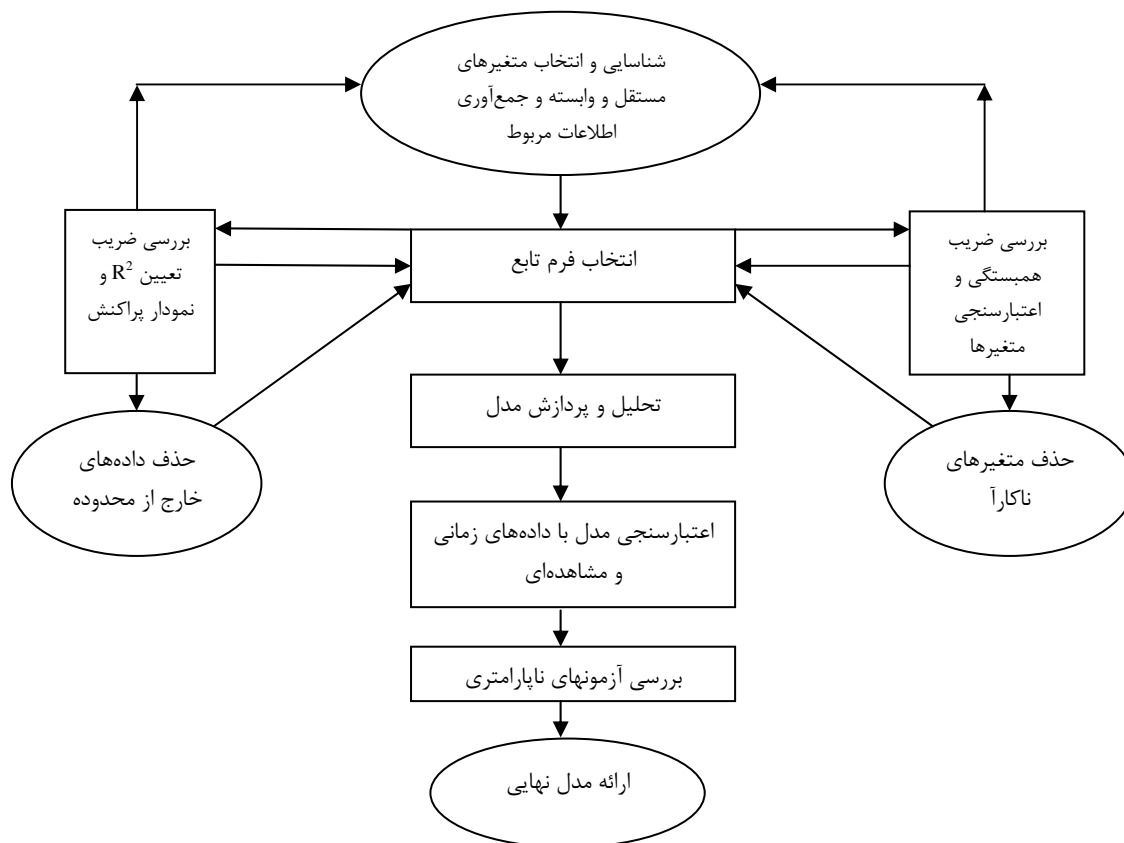 شناسایی و انتخاب متغیرهای
مستقل و وابسته و جمع‌آوری
اطلاعات مربوط
بررسی ضریب
همبستگی و
اعتبارسنجی
متغیرها
انتخاب فرم تابع
بررسی ضریب
تعیین R² و
نمودار پراکنش
تحلیل و پردازش مدل
حذف متغیرهای
ناکارآ
حذف داده‌های
خارج از محدوده
اعتبارسنجی مدل با داده‌های زمانی
و مشاهده‌ای
بررسی آزمونهای ناپارامتری
ارائه مدل نهایی